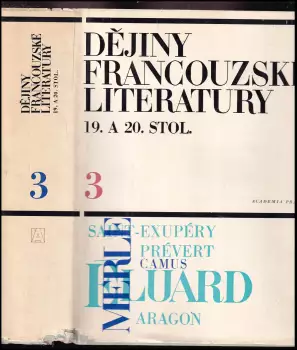 DĚJINY
FRANCOUZSKÉ
LITERATURY
19. A 20. STOL.
3
DĚJINY
FRANCOUZSKÉ
LITERATURY
19. A 20. STOL.
3
ACADEMIA
SAINT-EXUPÉRY
PRÉVERT
CAMUS
MERLE
ÉLUARD
ARAGON